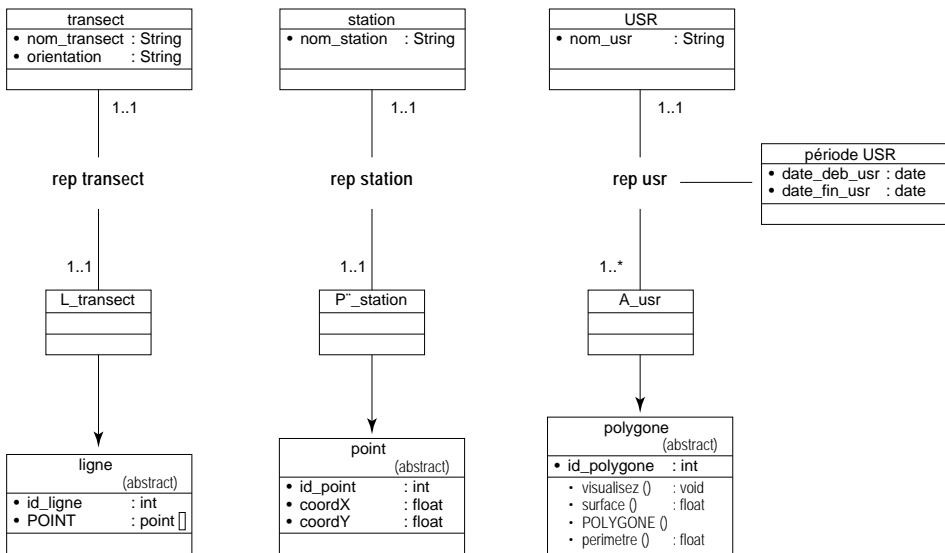 transect
• nom_transect : String
• orientation : String
1..1
rep transect
1..1
L_transect
ligne
(abstract)
• id_ligne : int
• POINT : point []
station
• nom_station : String
1..1
rep station
1..1
P¨_station
point
(abstract)
• id_point : int
• coordX : float
• coordY : float
USR
• nom_usr : String
1..1
rep usr
1..*
A_usr
polygone
(abstract)
• id_polygone : int
• visualisez () : void
• surface () : float
• POLYGONE ()
• perimetre () : float
période USR
• date_deb_usr : date
• date_fin_usr : date